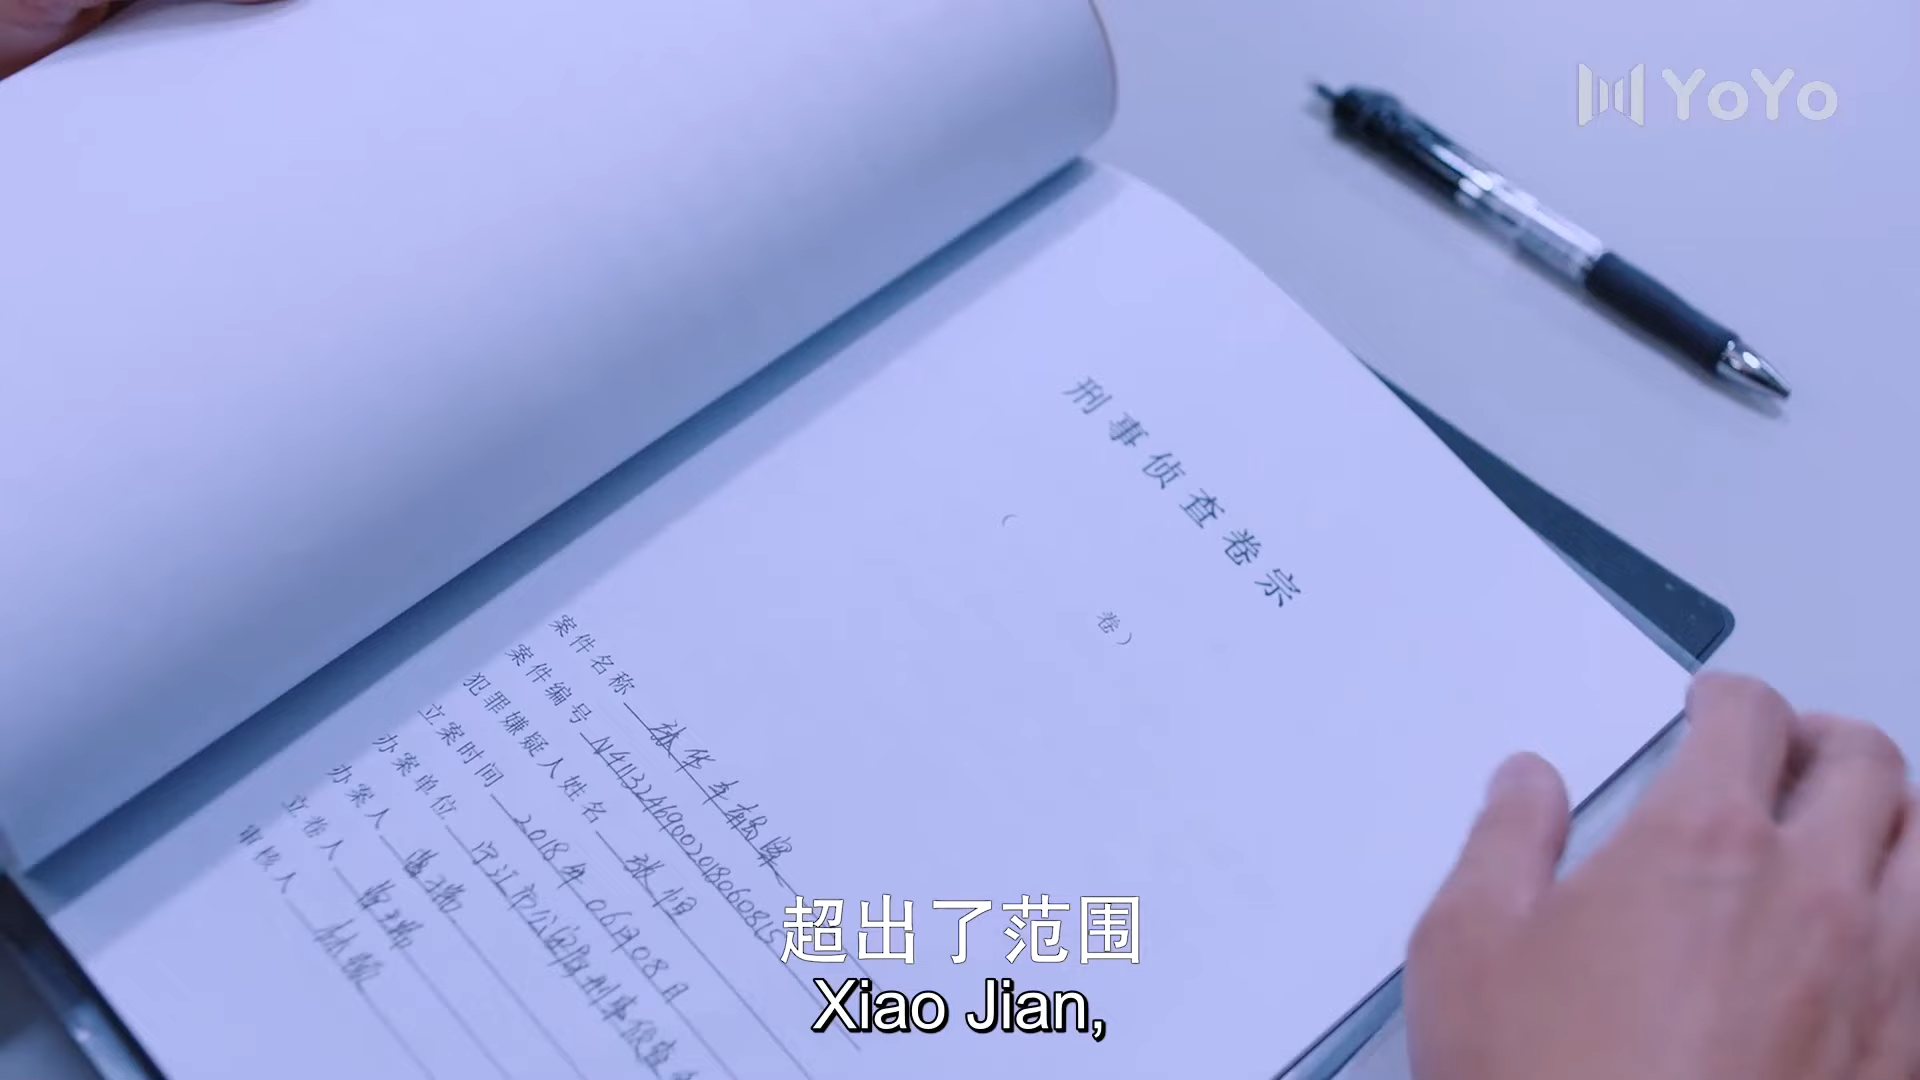 YoYo
刑事侦查卷宗
（ 卷）
案件名称 张华车祸案
案件编号 N4113246900201806081S
犯罪嫌疑人姓名 张恒
立案时间 2018年06月08日
办案单位 宁江市公安局刑事侦查
办案人
立卷人
审核人 林颖
超出了范围
Xiao Jian,